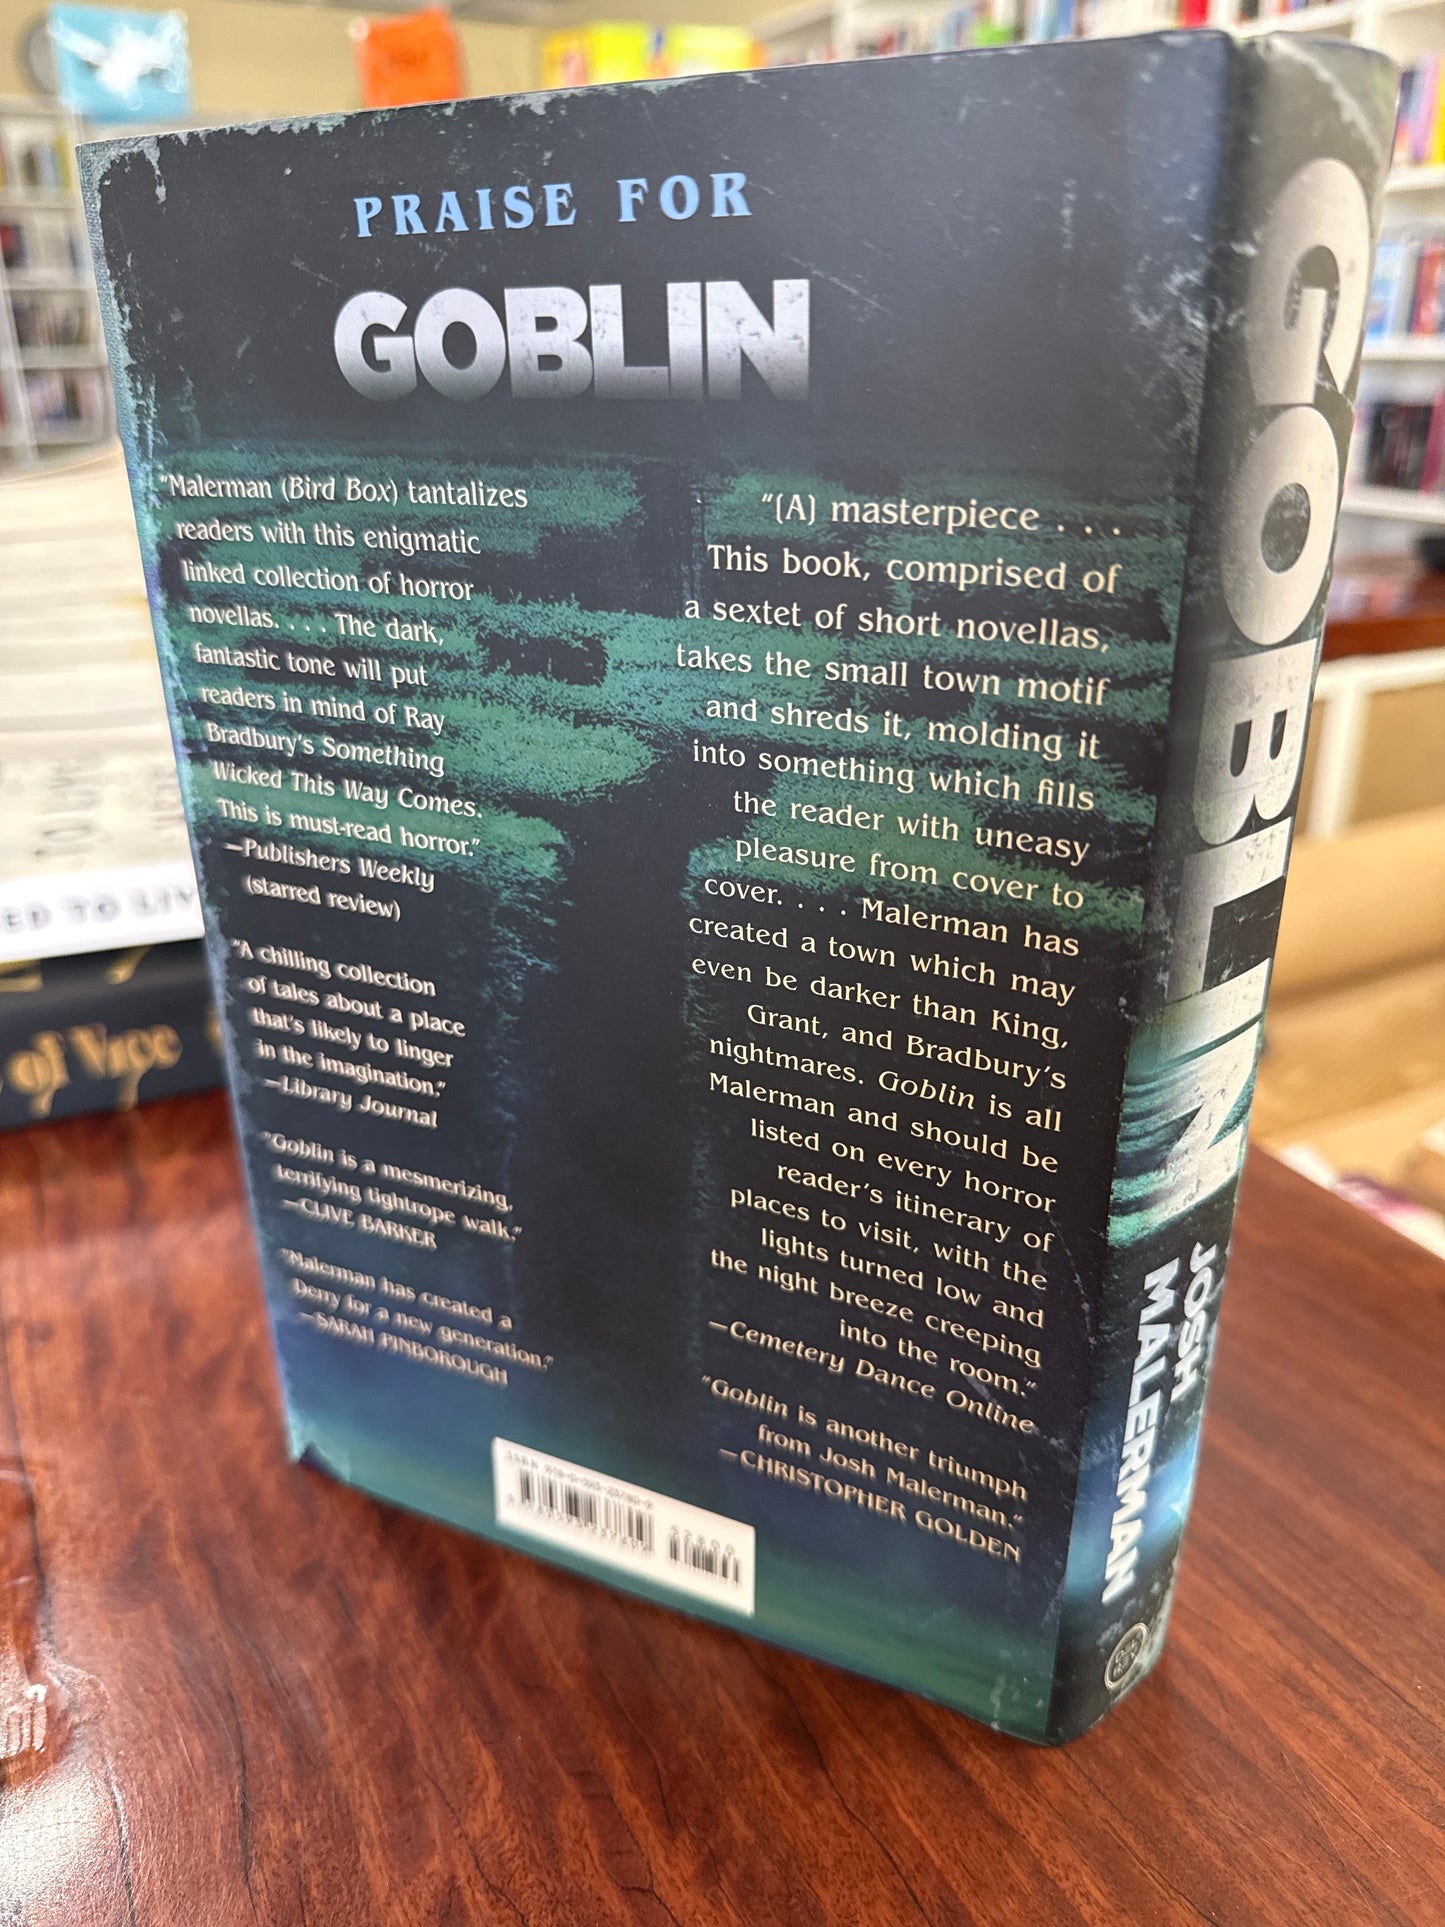 PRAISE FOR
GOBLIN
"Malerman (Bird Box) tantalizes
readers with this enigmatic
linked collection of horror
novellas. . . . The dark,
fantastic tone will put
readers in mind of Ray
Bradbury's Something
Wicked This Way Comes.
This is must-read horror."
—Publishers Weekly
(starred review)
"A chilling collection
of tales about a place
that's likely to linger
in the imagination."
—Library Journal
"Goblin is a mesmerizing,
terrifying tightrope walk."
—CLIVE BARKER
"Malerman has created a
Derry for a new generation."
—SARAH PINBOROUGH
"[A] masterpiece . . .
This book, comprised of
a sextet of short novellas,
takes the small town motif
and shreds it, molding it
into something which fills
the reader with uneasy
pleasure from cover to
cover. . . . Malerman has
created a town which may
even be darker than King,
Grant, and Bradbury's
nightmares. Goblin is all
Malerman and should be
listed on every horror
reader's itinerary of
places to visit, with the
lights turned low and
the night breeze creeping
into the room."
—Cemetery Dance Online
"Goblin is another triumph
from Josh Malerman."
—CHRISTOPHER GOLDEN
GOBLIN
JOSH
MALERMAN
DEL
REY
ISBN
TO LIV
of Vice